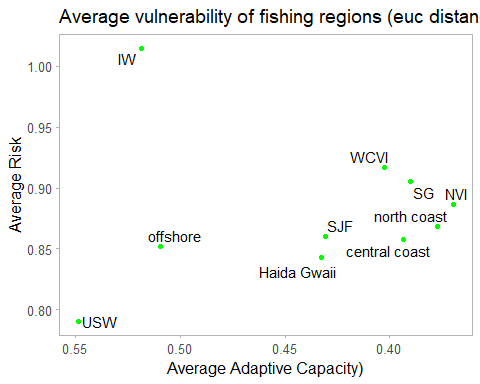 Average vulnerability of fishing regions (euc distan
1.00
0.95
0.90
0.85
0.80
Average Risk
IW
WCVI
SG
NVI
north coast
SJF
central coast
offshore
Haida Gwaii
USW
0.55 0.50 0.45 0.40
Average Adaptive Capacity)